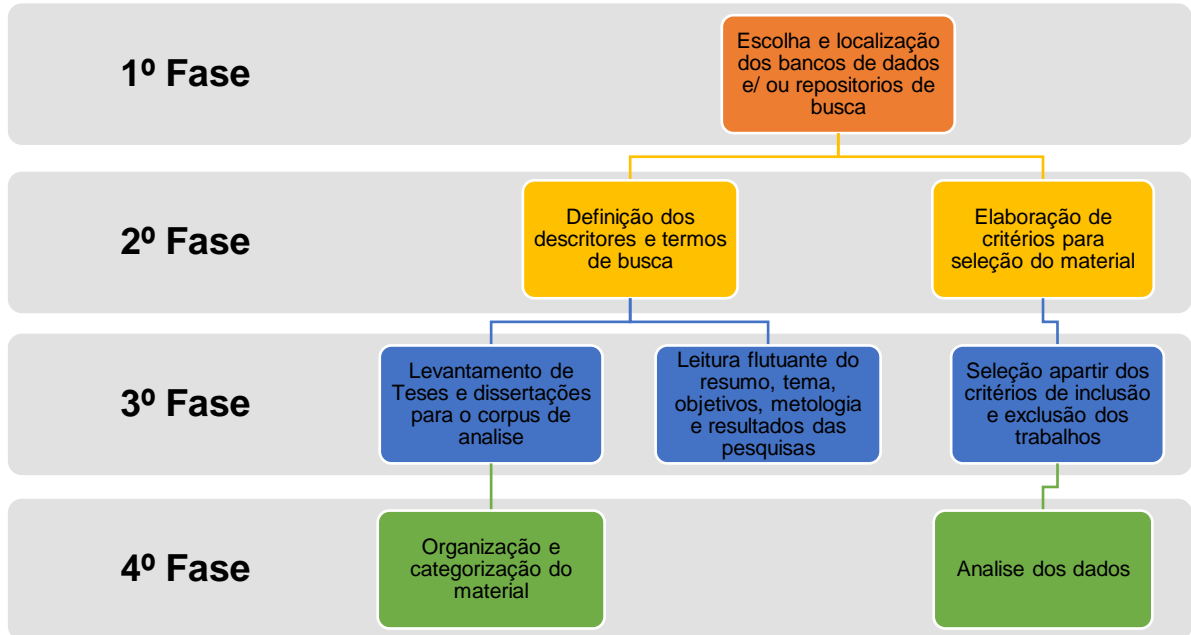 1º Fase
Escolha e localização
dos bancos de dados
e/ ou repositorios de
busca
2º Fase
Definição dos
descritores e termos
de busca
Elaboração de
critérios para
seleção do material
3º Fase
Levantamento de
Teses e dissertações
para o corpus de
analise
Leitura flutuante do
resumo, tema,
objetivos, metologia
e resultados das
pesquisas
Seleção apartir dos
critérios de inclusão
e exclusão dos
trabalhos
4º Fase
Organização e
categorização do
material
Analise dos dados